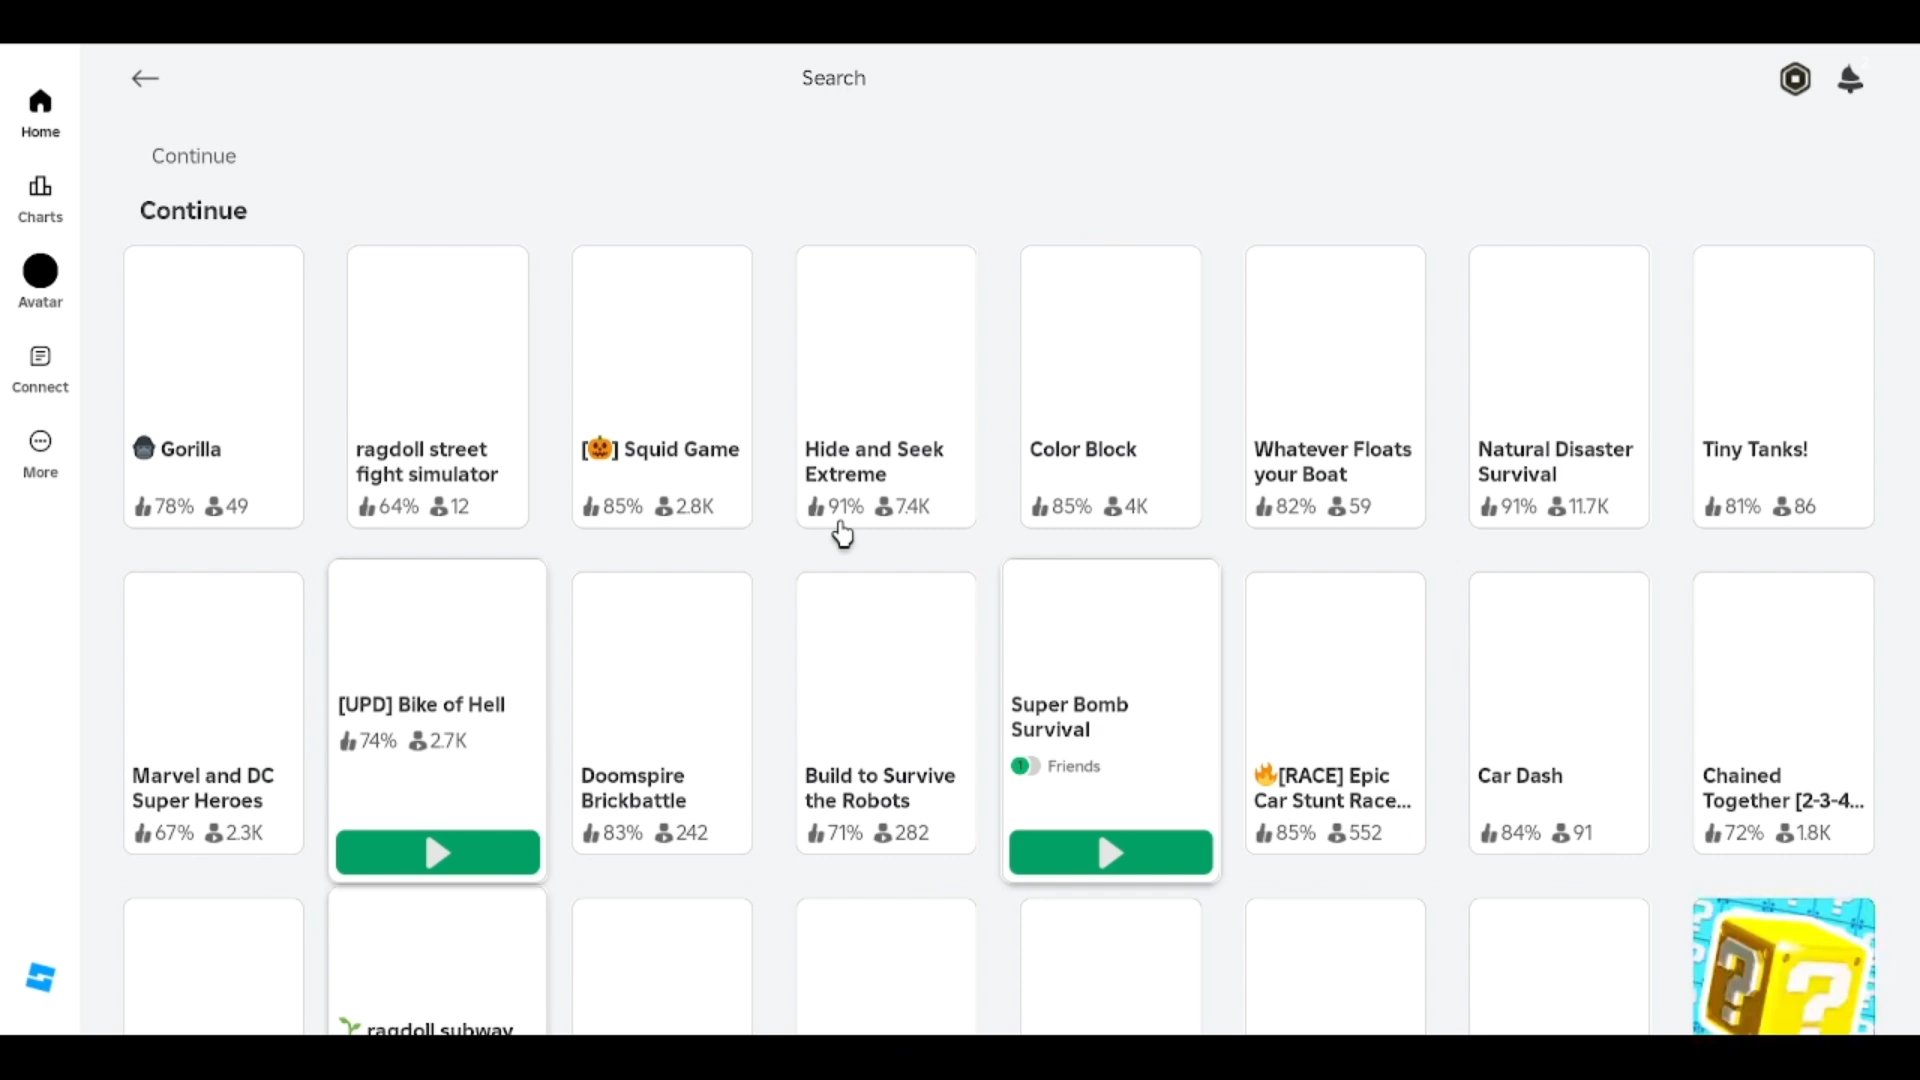 Search
Home
Charts
Avatar
Connect
More
Continue
Continue
Gorilla
78% 49
ragdoll street
fight simulator
64% 12
[🎃] Squid Game
85% 2.8K
Hide and Seek
Extreme
91% 7.4K
Color Block
85% 4K
Whatever Floats
your Boat
82% 59
Natural Disaster
Survival
91% 11.7K
Tiny Tanks!
81% 86
Marvel and DC
Super Heroes
67% 2.3K
[UPD] Bike of Hell
74% 2.7K
Doomspire
Brickbattle
83% 242
Build to Survive
the Robots
71% 282
Super Bomb
Survival
1 Friends
🔥[RACE] Epic
Car Stunt Race...
85% 552
Car Dash
84% 91
Chained
Together [2-3-4...
72% 1.8K
ragdoll subway
? ?